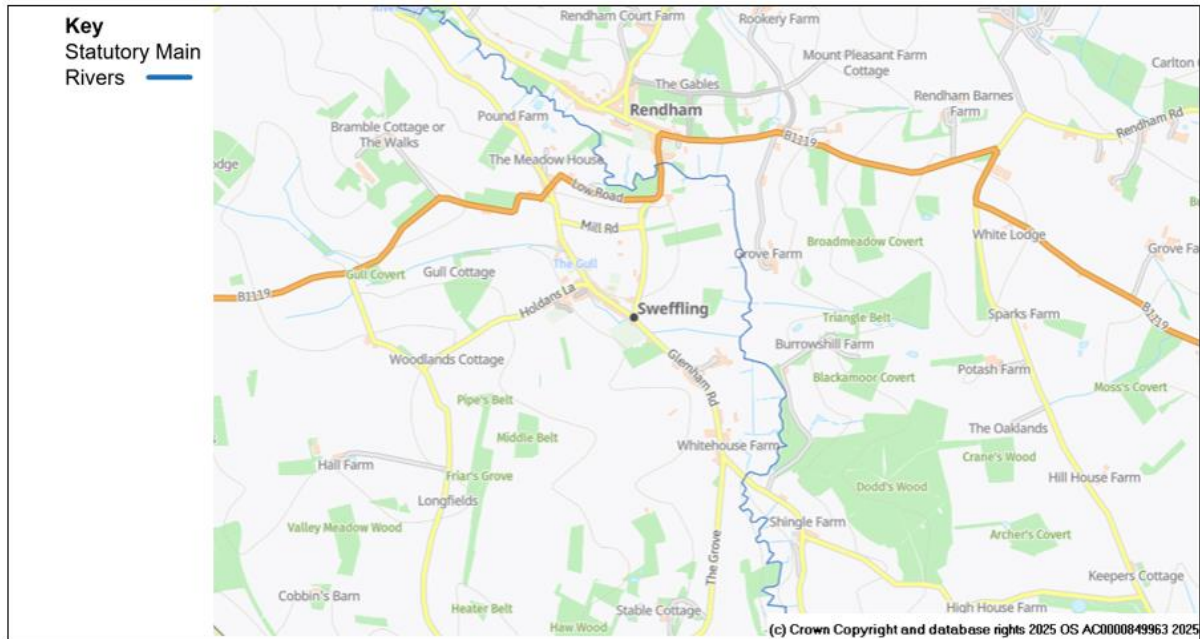 Key
Statutory Main
Rivers
Rendham Court Farm
Rookery Farm
Mount Pleasant Farm
Cottage
Carlton
The Gables
Rendham
Rendham Barnes
Farm
Rendham Rd
Pound Farm
Bramble Cottage or
The Walks
B1119
The Meadow House
Low Road
Mill Rd
White Lodge
Broadmeadow Covert
Grove Farm
Grove Fa
The Gull
Gull Covert
Gull Cottage
B1119
Holdans La
Sweffling
Triangle Belt
Sparks Farm
B1119
Burrowshill Farm
Woodlands Cottage
Glemham Rd
Blackamoor Covert
Potash Farm
Moss's Covert
Pipe's Belt
Middle Belt
The Oaklands
Whitehouse Farm
Crane's Wood
Hall Farm
Friar's Grove
Hill House Farm
Dodd's Wood
Longfields
Valley Meadow Wood
Shingle Farm
Archer's Covert
The Grove
Keepers Cottage
Cobbin's Barn
Heater Belt
Stable Cottage
High House Farm
Haw Wood
(c) Crown Copyright and database rights 2025 OS AC0000849963 2025